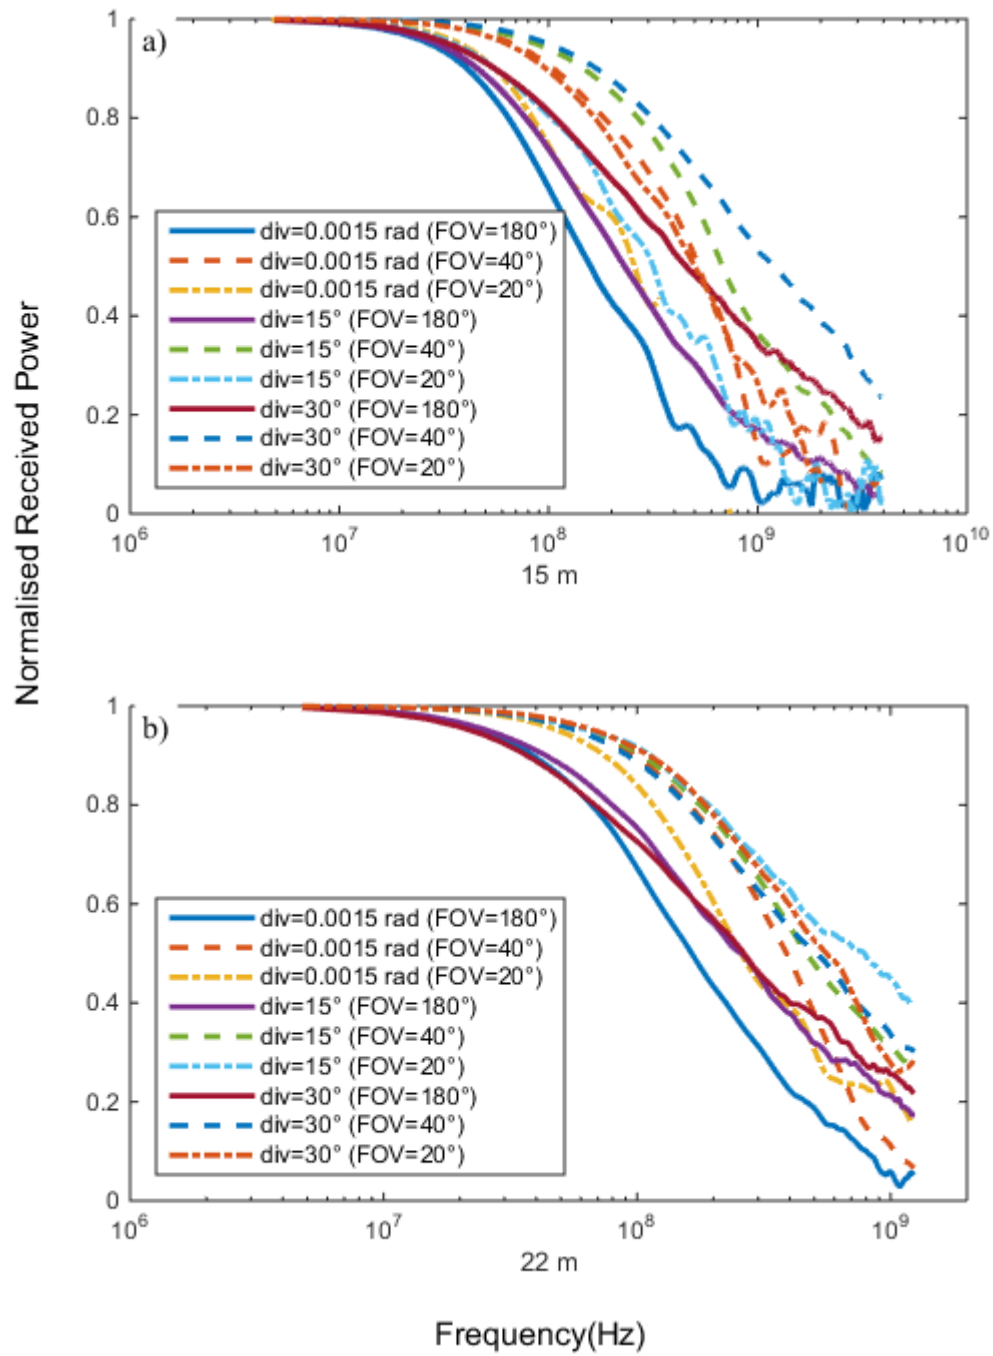 Normalised Received Power
a)
1
0.8
0.6
0.4
0.2
0
div=0.0015 rad (FOV=180°)
div=0.0015 rad (FOV=40°)
div=0.0015 rad (FOV=20°)
div=15° (FOV=180°)
div=15° (FOV=40°)
div=15° (FOV=20°)
div=30° (FOV=180°)
div=30° (FOV=40°)
div=30° (FOV=20°)
10^6 10^7 10^8 10^9 10^10
15 m
b)
1
0.8
0.6
0.4
0.2
0
div=0.0015 rad (FOV=180°)
div=0.0015 rad (FOV=40°)
div=0.0015 rad (FOV=20°)
div=15° (FOV=180°)
div=15° (FOV=40°)
div=15° (FOV=20°)
div=30° (FOV=180°)
div=30° (FOV=40°)
div=30° (FOV=20°)
10^6 10^7 10^8 10^9
22 m
Frequency(Hz)